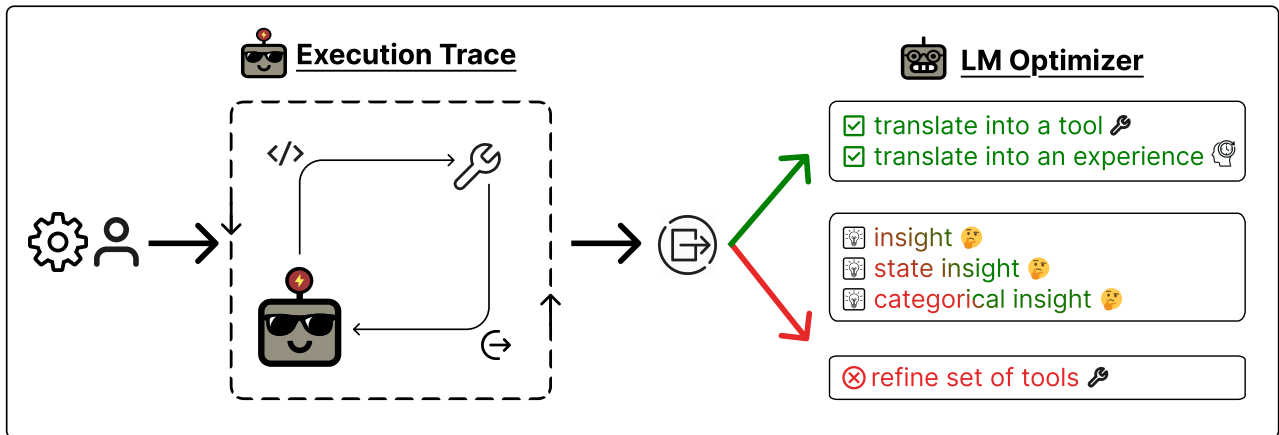 Execution Trace
LM Optimizer
</>
translate into a tool
translate into an experience
insight
state insight
categorical insight
refine set of tools